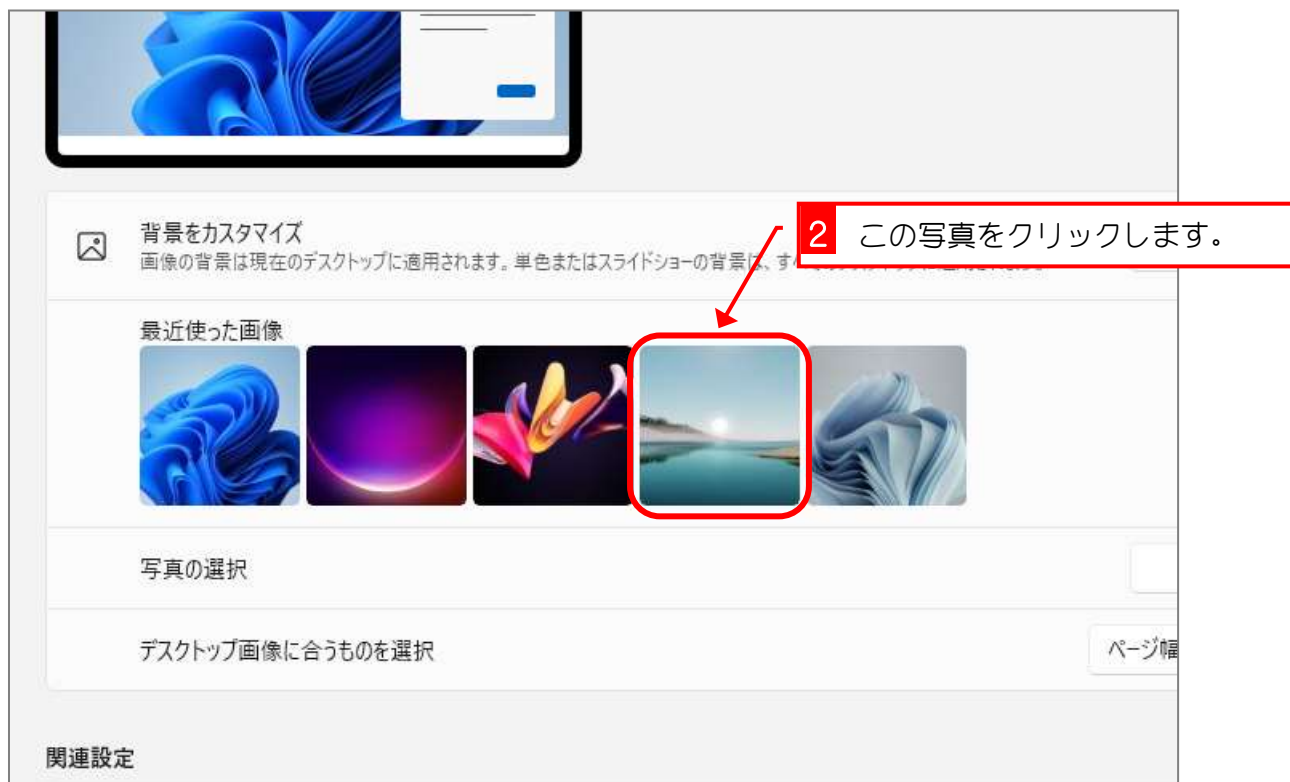 背景をカスタマイズ
2 この写真をクリックします。
画像の背景は現在のデスクトップに適用されます。単色またはスライドショーの背景は、す
最近使った画像
写真の選択
デスクトップ画像に合うものを選択
ページ幅
関連設定